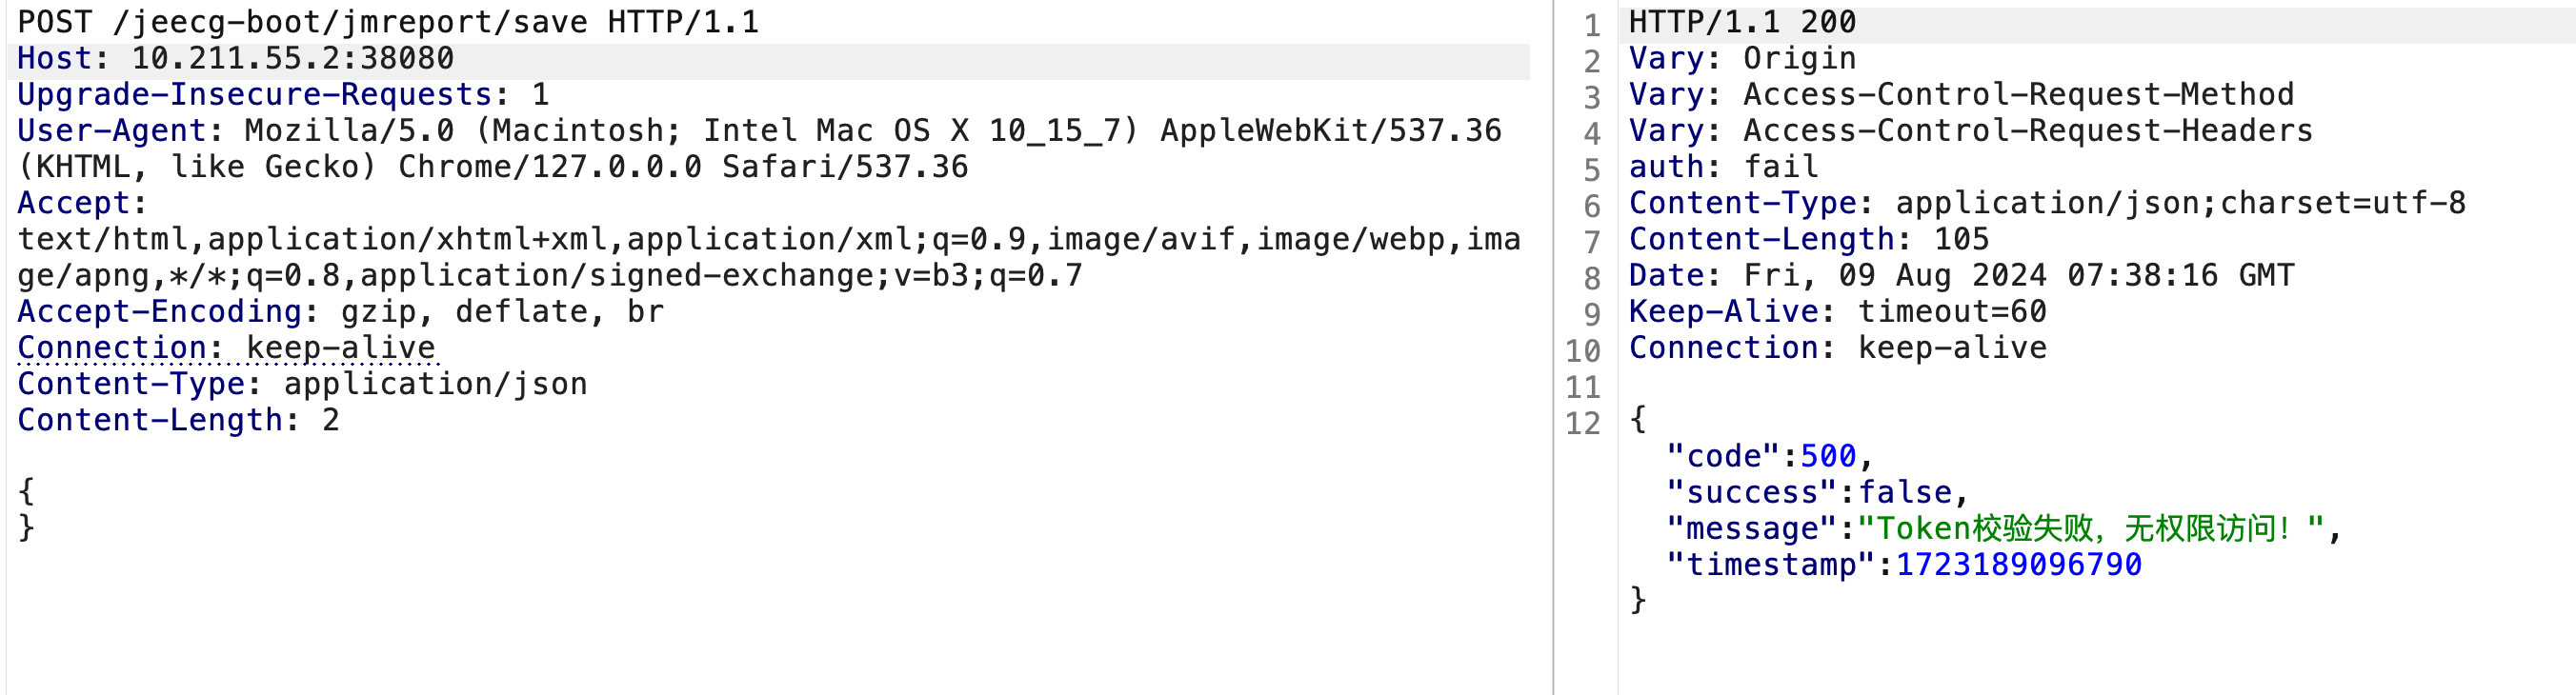 POST /jeecg-boot/jmreport/save HTTP/1.1
Host: 10.211.55.2:38080
Upgrade-Insecure-Requests: 1
User-Agent: Mozilla/5.0 (Macintosh; Intel Mac OS X 10_15_7) AppleWebKit/537.36
(KHTML, like Gecko) Chrome/127.0.0.0 Safari/537.36
Accept:
text/html,application/xhtml+xml,application/xml;q=0.9,image/avif,image/webp,ima
ge/apng,*/*;q=0.8,application/signed-exchange;v=b3;q=0.7
Accept-Encoding: gzip, deflate, br
Connection: keep-alive
Content-Type: application/json
Content-Length: 2

{
}
1 HTTP/1.1 200
2 Vary: Origin
3 Vary: Access-Control-Request-Method
4 Vary: Access-Control-Request-Headers
5 auth: fail
6 Content-Type: application/json;charset=utf-8
7 Content-Length: 105
8 Date: Fri, 09 Aug 2024 07:38:16 GMT
9 Keep-Alive: timeout=60
10 Connection: keep-alive
11
12 {
"code":500,
"success":false,
"message":"Token校验失败，无权限访问！",
"timestamp":1723189096790
}